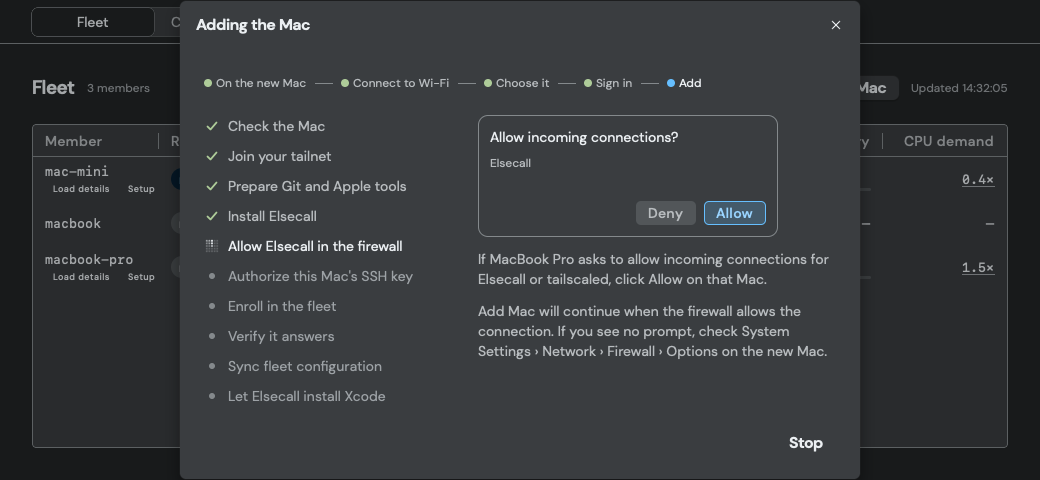 Fleet
Adding the Mac
Fleet
3 members
Mac
Updated 14:32:05
On the new Mac
Connect to Wi-Fi
Choose it
Sign in
Add
Member
CPU demand
mac-mini
Load details
Setup
0.4×
macbook
–
–
macbook-pro
Load details
Setup
1.5×
Check the Mac
Join your tailnet
Prepare Git and Apple tools
Install Elsecall
Allow Elsecall in the firewall
Authorize this Mac's SSH key
Enroll in the fleet
Verify it answers
Sync fleet configuration
Let Elsecall install Xcode
Allow incoming connections?
Elsecall
Deny
Allow
If MacBook Pro asks to allow incoming connections for
Elsecall or tailscaled, click Allow on that Mac.
Add Mac will continue when the firewall allows the
connection. If you see no prompt, check System
Settings › Network › Firewall › Options on the new Mac.
Stop